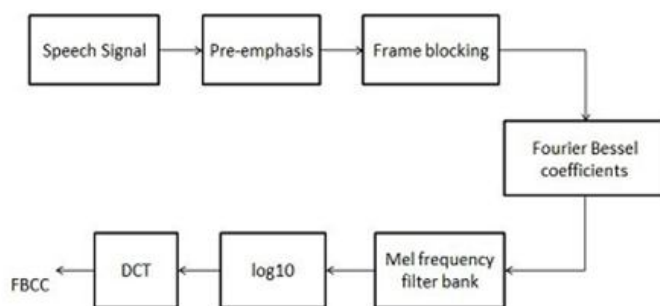 Speech Signal
Pre-emphasis
Frame blocking
Fourier Bessel
coefficients
Mel frequency
filter bank
log10
DCT
FBCC